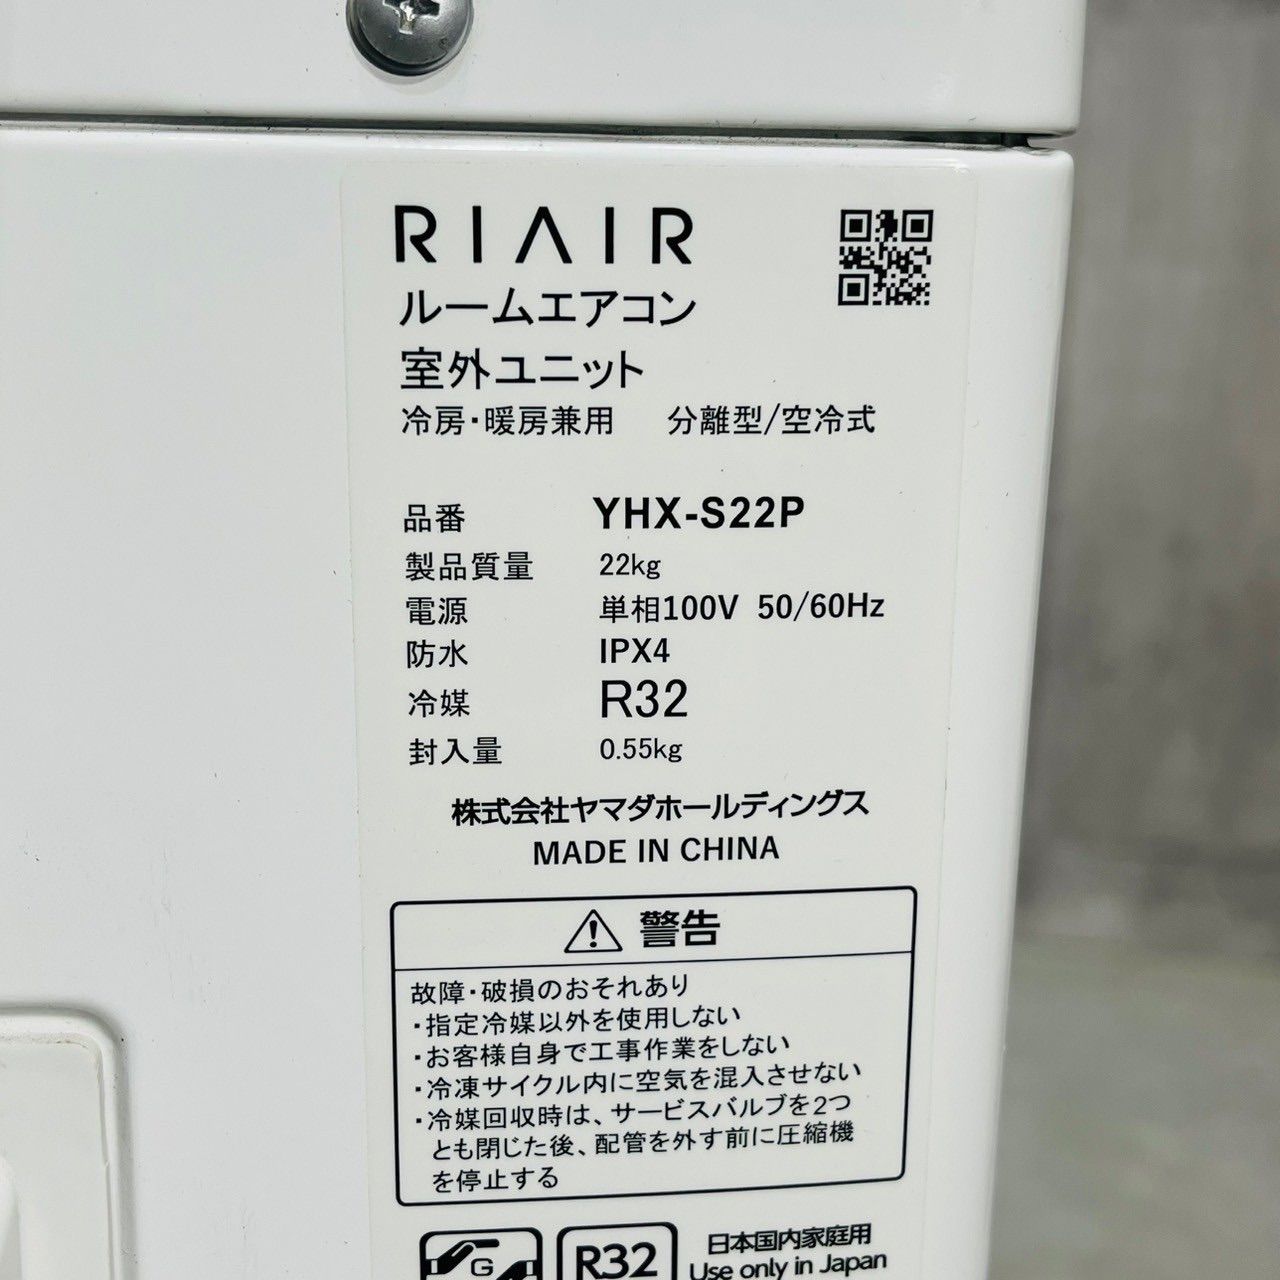 RIAIR
ルームエアコン
室外ユニット
冷房・暖房兼用 分離型/空冷式
品番 YHX-S22P
製品質量 22kg
電源 単相100V 50/60Hz
防水 IPX4
冷媒 R32
封入量 0.55kg
株式会社ヤマダホールディングス
MADE IN CHINA
警告
故障・破損のおそれあり
・指定冷媒以外を使用しない
・お客様自身で工事作業をしない
・冷凍サイクル内に空気を混入させない
・冷媒回収時は、サービスバルブを2つ
とも閉じた後、配管を外す前に圧縮機
を停止する
G R32 日本国内家庭用
Use only in Japan